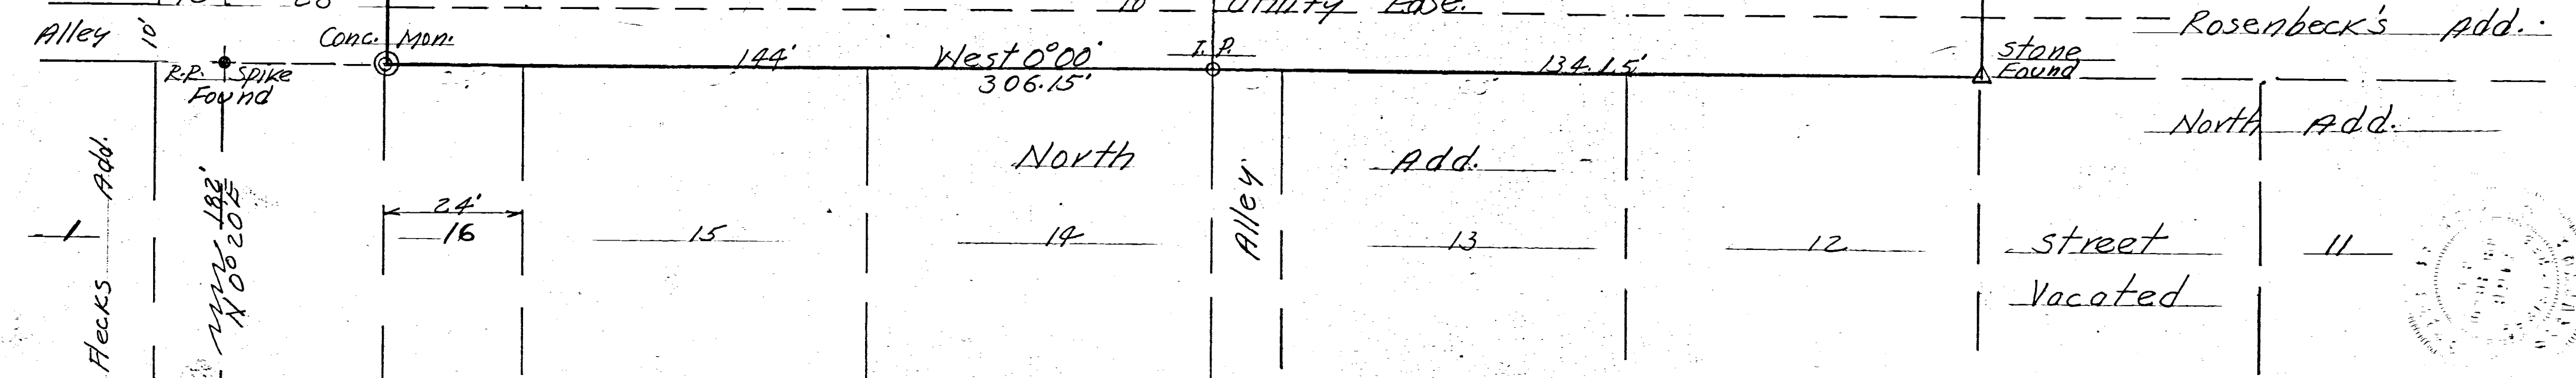 10' Utility Ease.
Rosenbeck's Add.
Alley 10'
Conc. Mon.
144'
West 0°00'
306.15'
I.P.
134.15'
Stone
Found
R.R. Spike
Found
North Add.
North Add.
Hecks Add.
182'
N 0°20'E
Alley
24'
1
16
15
14
13
12
Street
Vacated
11